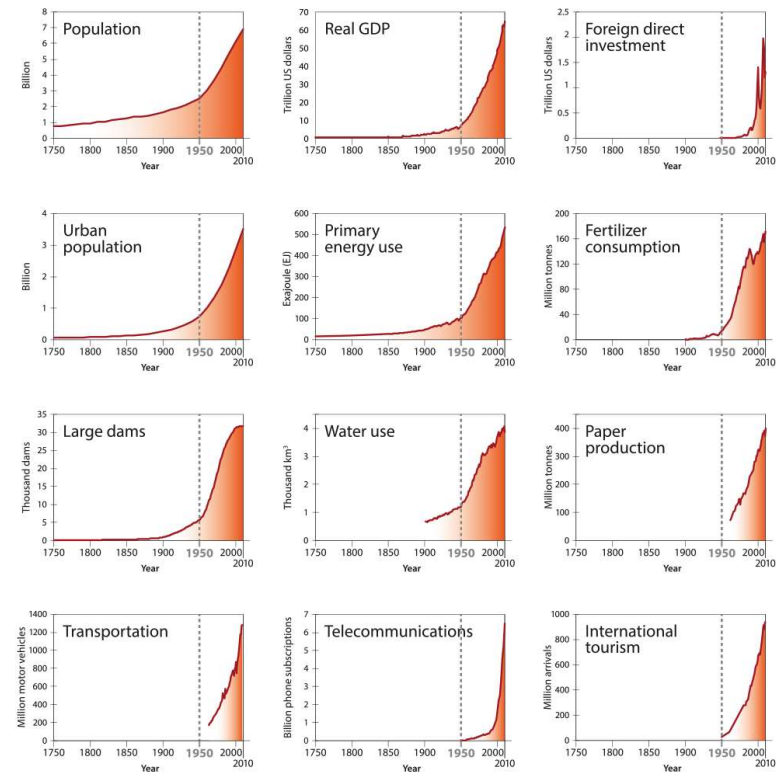 Population
Billion
8
7
6
5
4
3
2
1
0
1750 1800 1850 1900 1950 2000 2010
Year
Real GDP
Trillion US dollars
70
60
50
40
30
20
10
0
1750 1800 1850 1900 1950 2000 2010
Year
Foreign direct
investment
Trillion US dollars
2.5
2
1.5
1
0.5
0
1750 1800 1850 1900 1950 2000 2010
Year
Urban
population
Billion
4
3
2
1
0
1750 1800 1850 1900 1950 2000 2010
Year
Primary
energy use
Exajoule (EJ)
600
500
400
300
200
100
0
1750 1800 1850 1900 1950 2000 2010
Year
Fertilizer
consumption
Million tonnes
200
160
120
80
40
0
1750 1800 1850 1900 1950 2000 2010
Year
Large dams
Thousand dams
35
30
25
20
15
10
5
0
1750 1800 1850 1900 1950 2000 2010
Year
Water use
Thousand km³
4
3
2
1
0
1750 1800 1850 1900 1950 2000 2010
Year
Paper
production
Million tonnes
400
300
200
100
0
1750 1800 1850 1900 1950 2000 2010
Year
Transportation
Million motor vehicles
1400
1200
1000
800
600
400
200
0
1750 1800 1850 1900 1950 2000 2010
Year
Telecommunications
Billion phone subscriptions
7
6
5
4
3
2
1
0
1750 1800 1850 1900 1950 2000 2010
Year
International
tourism
Million arrivals
1000
800
600
400
200
0
1750 1800 1850 1900 1950 2000 2010
Year